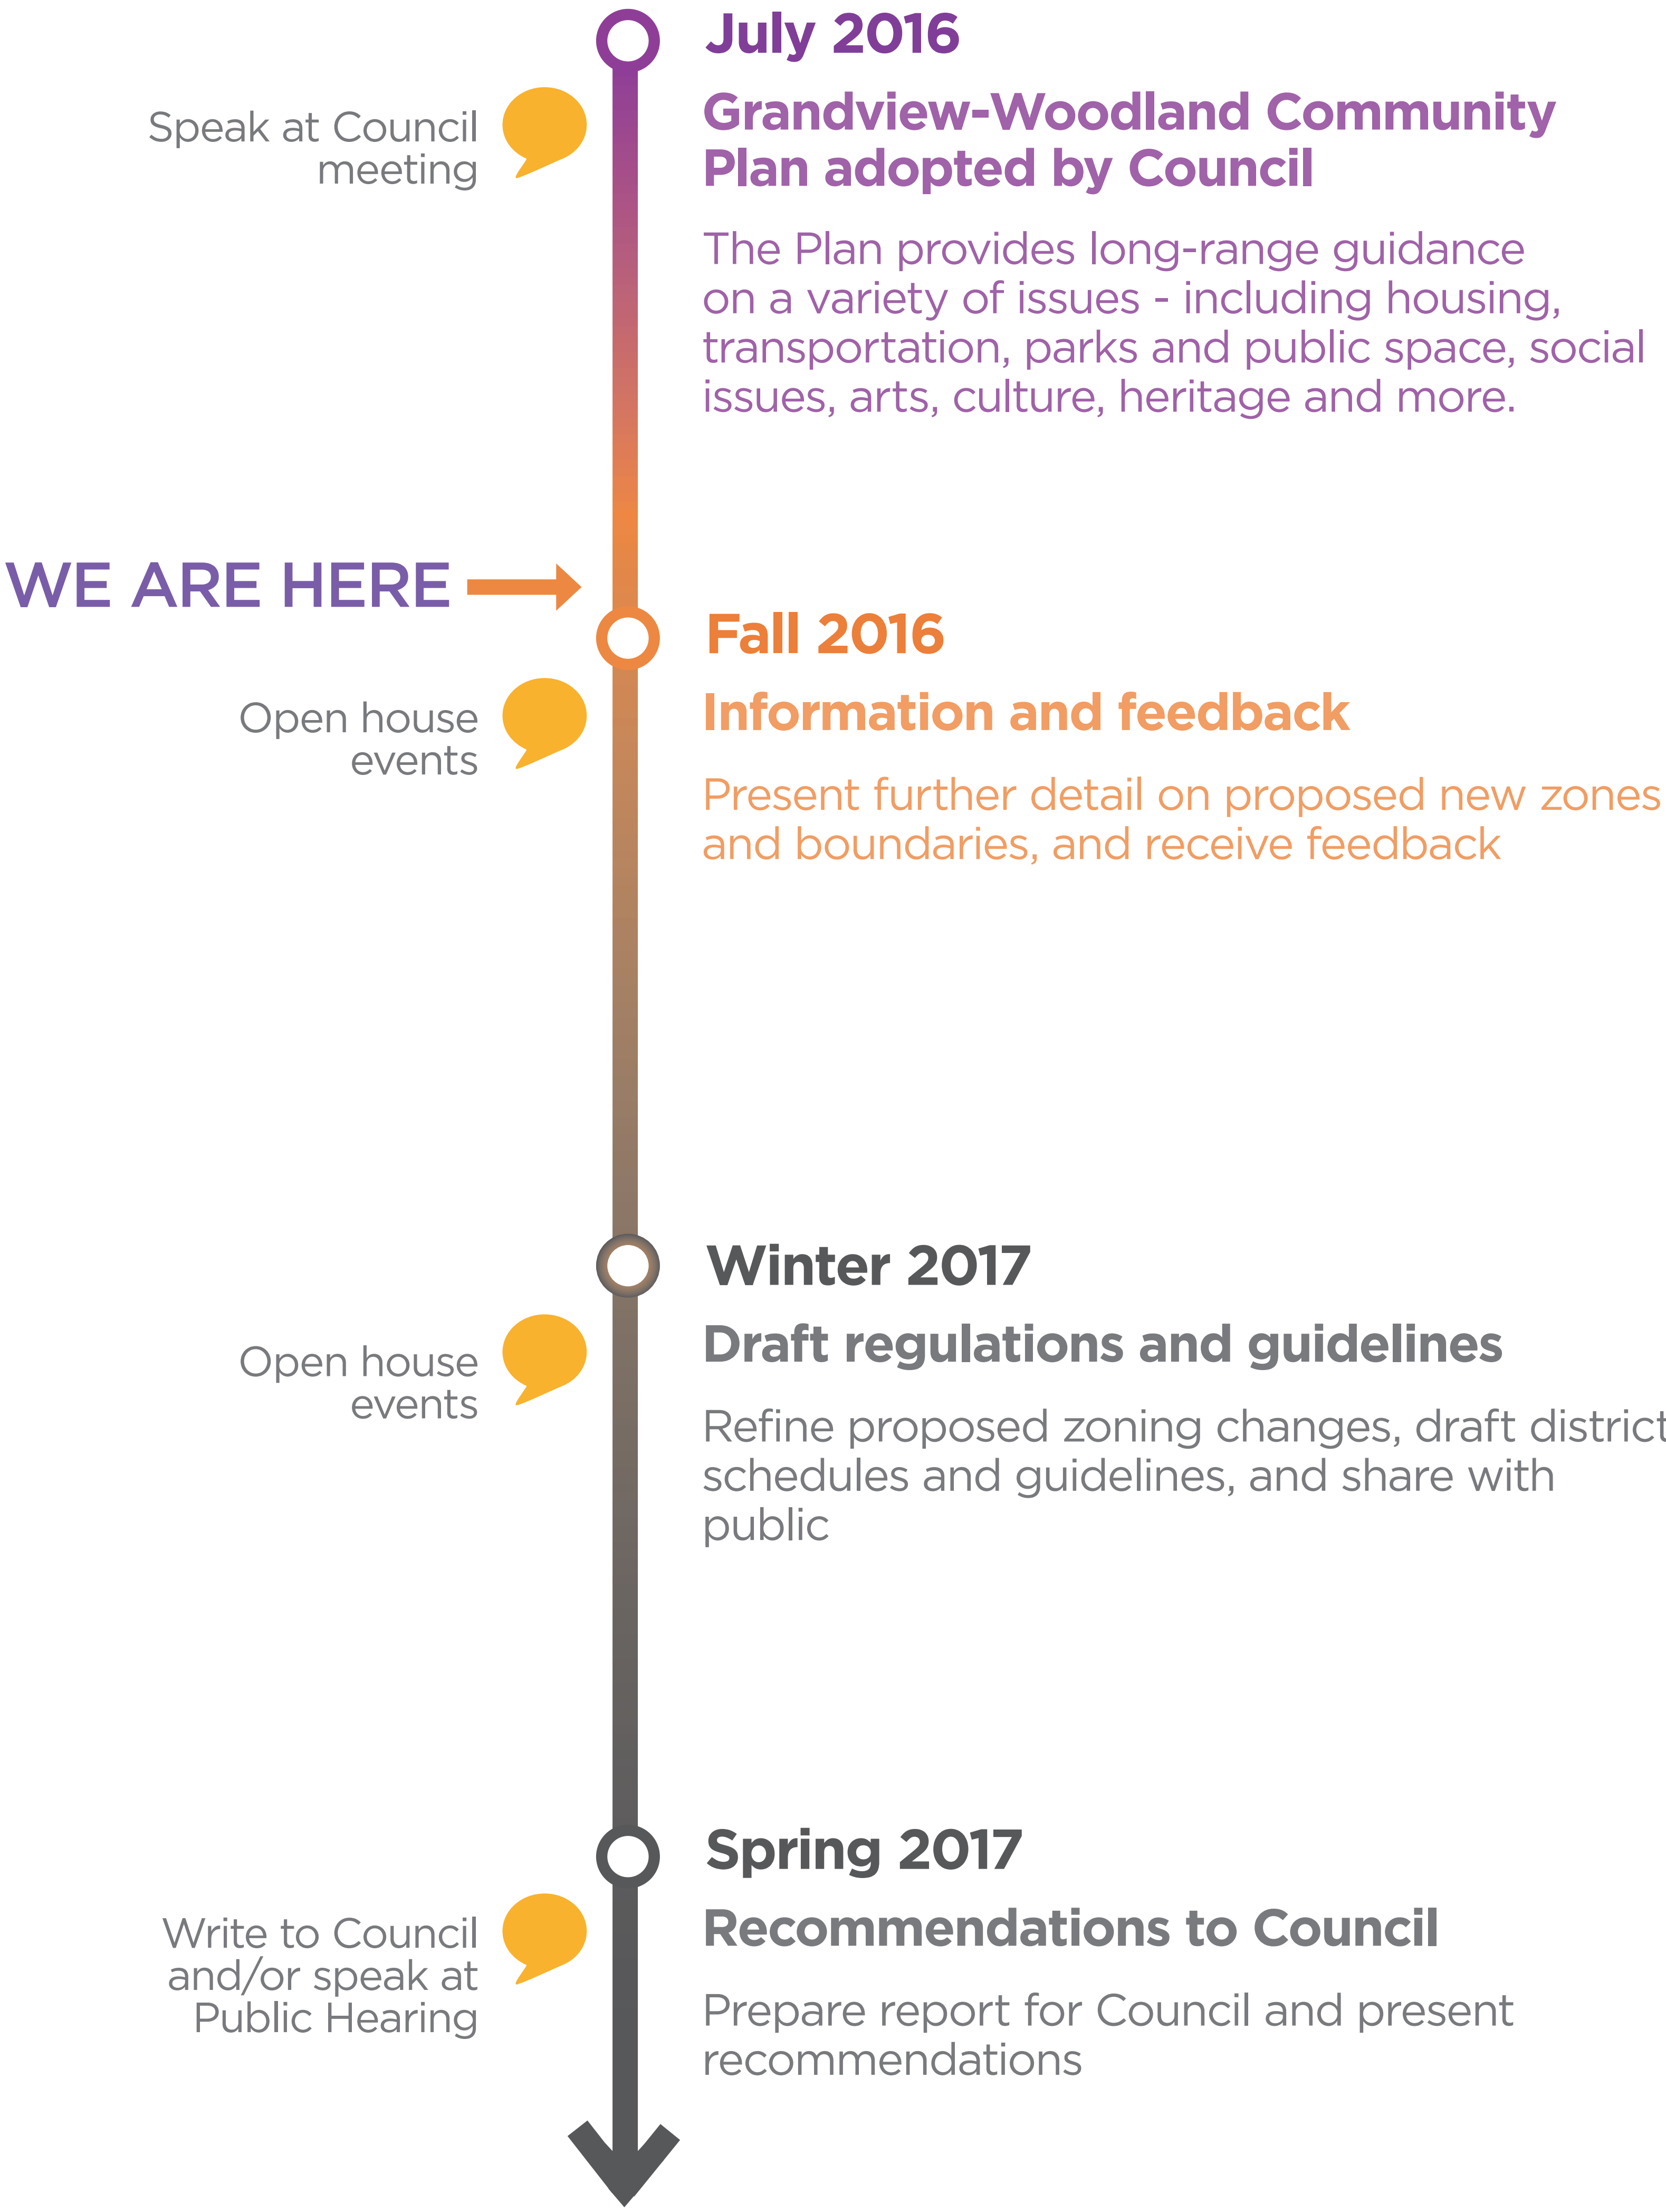 July 2016
Speak at Council
meeting
Grandview-Woodland Community
Plan adopted by Council
The Plan provides long-range guidance
on a variety of issues - including housing,
transportation, parks and public space, social
issues, arts, culture, heritage and more.
WE ARE HERE
Fall 2016
Open house
events
Information and feedback
Present further detail on proposed new zones
and boundaries, and receive feedback
Winter 2017
Open house
events
Draft regulations and guidelines
Refine proposed zoning changes, draft district
schedules and guidelines, and share with
public
Spring 2017
Write to Council
and/or speak at
Public Hearing
Recommendations to Council
Prepare report for Council and present
recommendations